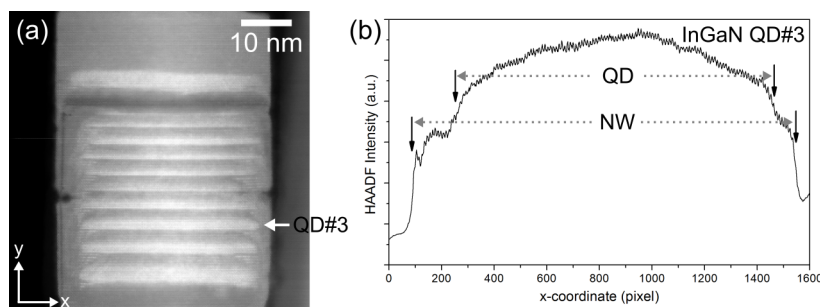 (a)
10 nm
QD#3
y
x
(b)
InGaN QD#3
QD
NW
HAADF Intensity (a.u.)
0 200 400 600 800 1000 1200 1400 1600
x-coordinate (pixel)